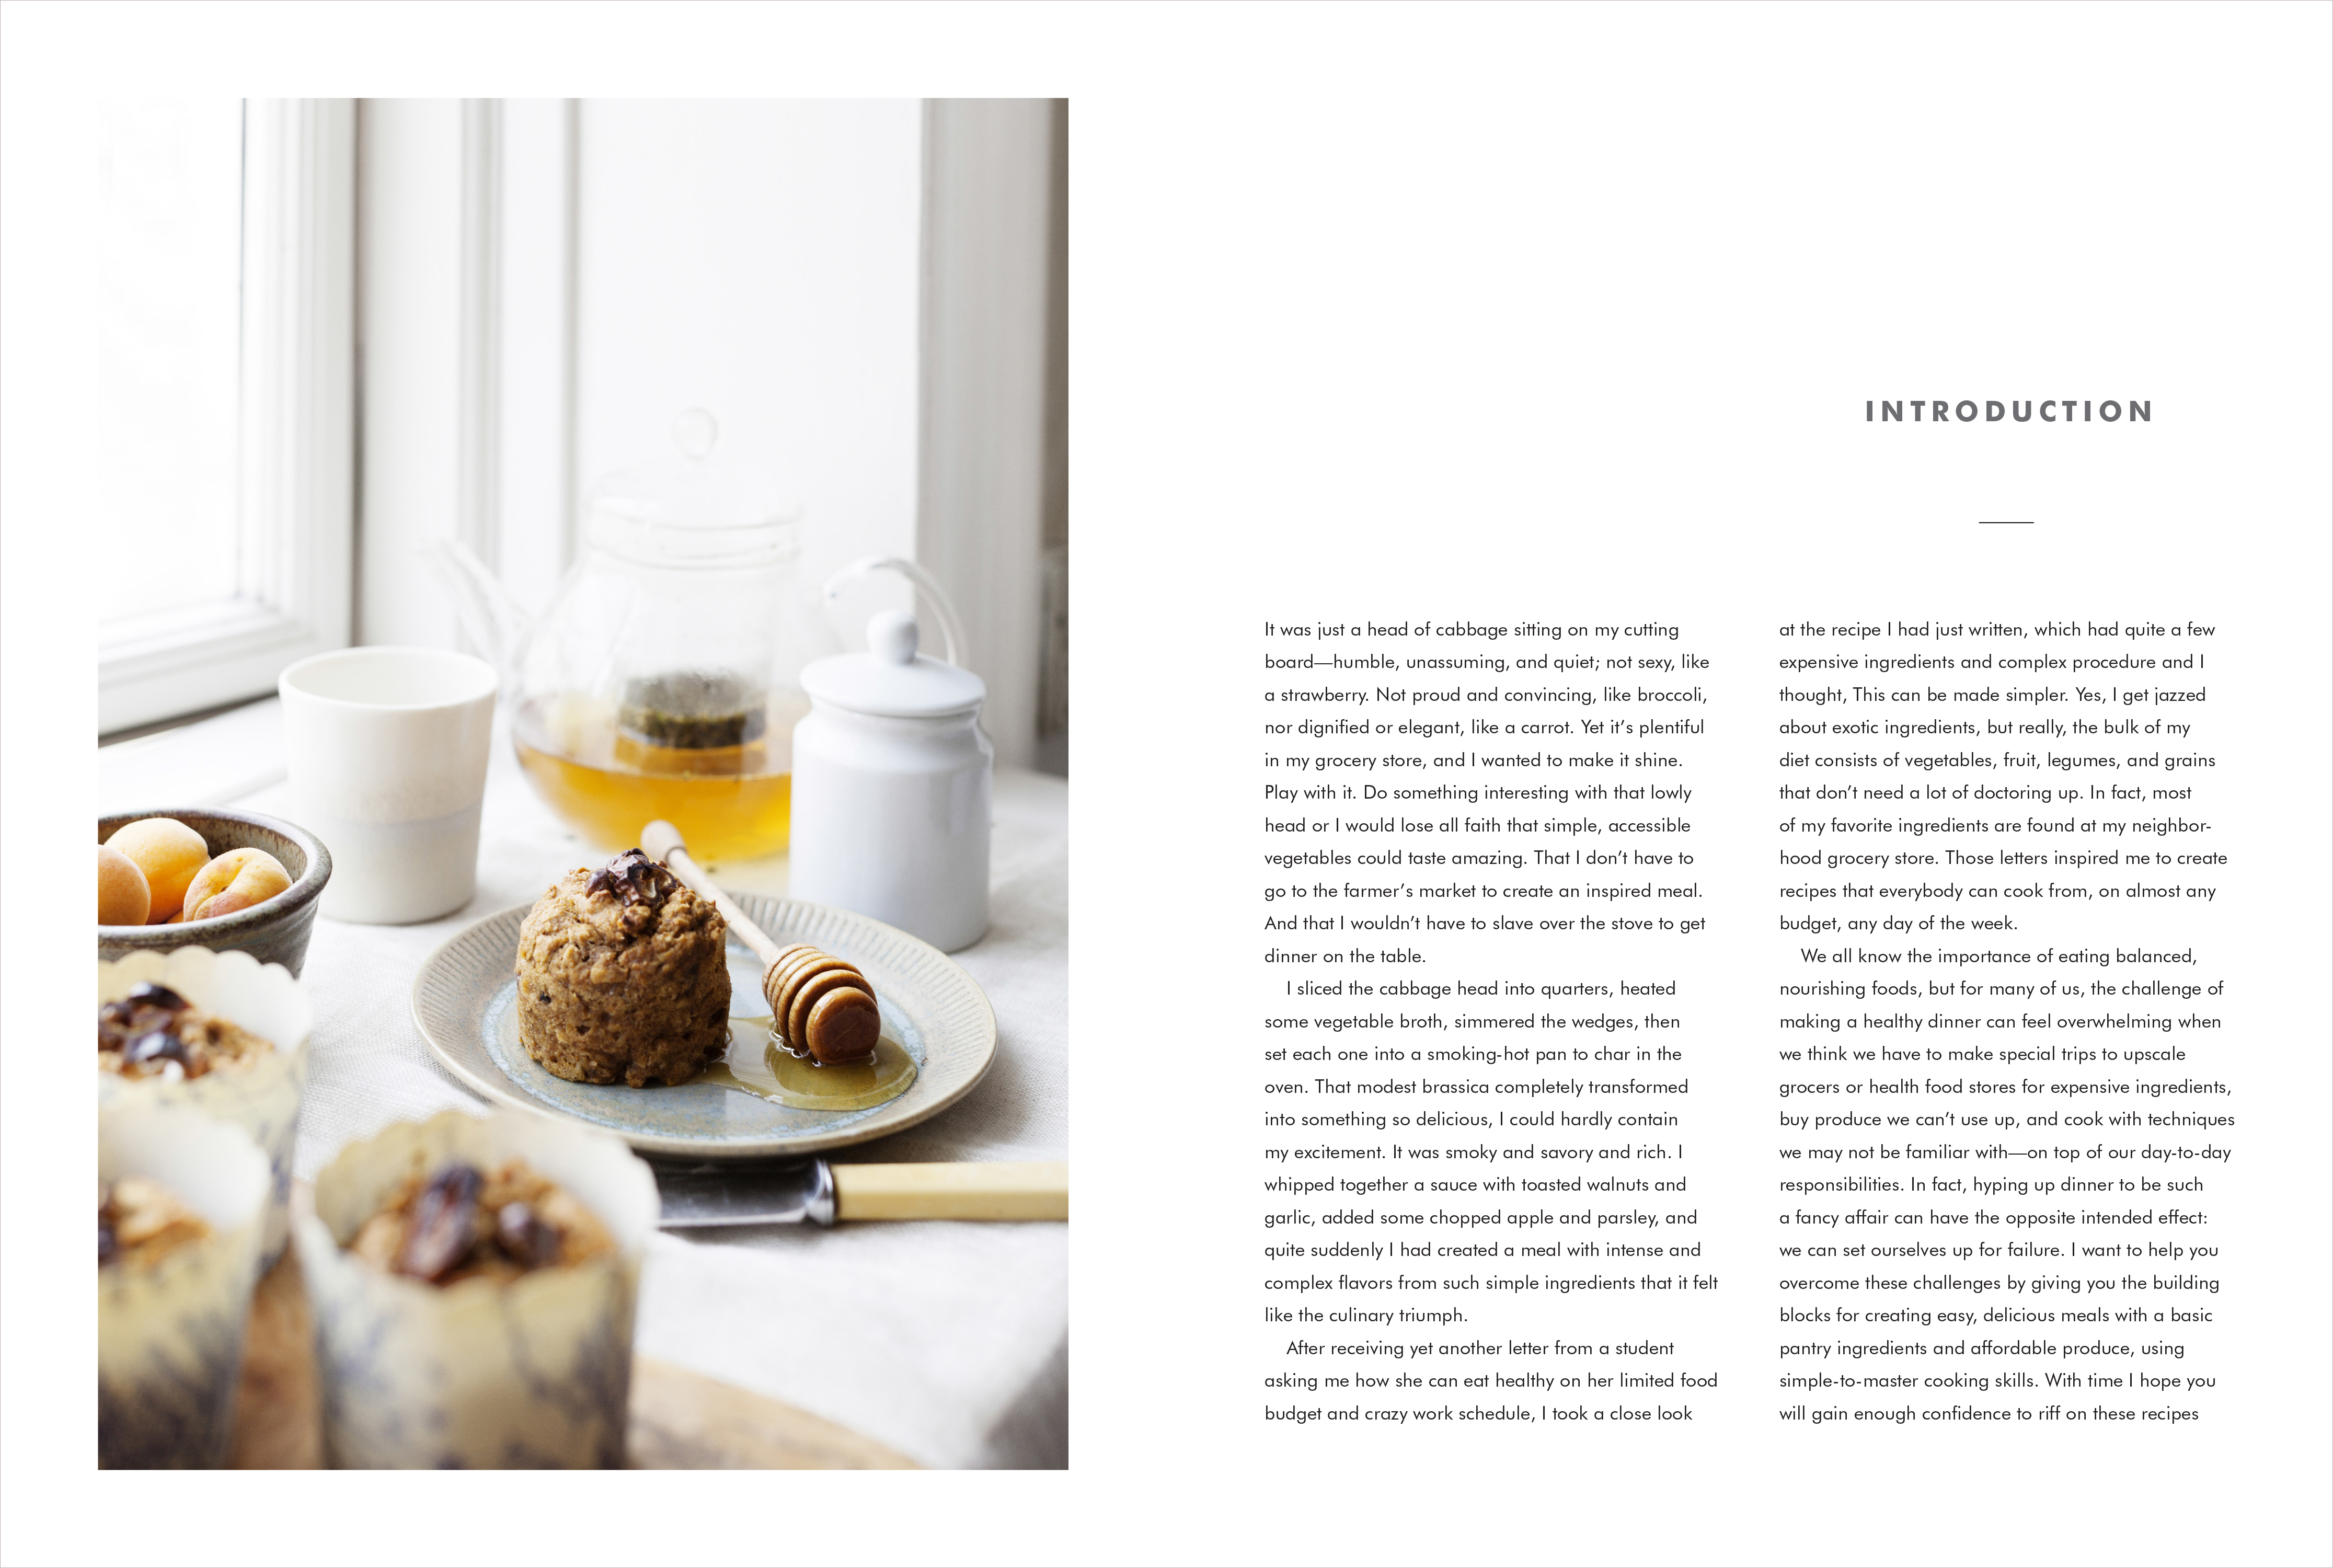 INTRODUCTION
It was just a head of cabbage sitting on my cutting
board—humble, unassuming, and quiet; not sexy, like
a strawberry. Not proud and convincing, like broccoli,
nor dignified or elegant, like a carrot. Yet it’s plentiful
in my grocery store, and I wanted to make it shine.
Play with it. Do something interesting with that lowly
head or I would lose all faith that simple, accessible
vegetables could taste amazing. That I don’t have to
go to the farmer’s market to create an inspired meal.
And that I wouldn’t have to slave over the stove to get
dinner on the table.
I sliced the cabbage head into quarters, heated
some vegetable broth, simmered the wedges, then
set each one into a smoking-hot pan to char in the
oven. That modest brassica completely transformed
into something so delicious, I could hardly contain
my excitement. It was smoky and savory and rich. I
whipped together a sauce with toasted walnuts and
garlic, added some chopped apple and parsley, and
quite suddenly I had created a meal with intense and
complex flavors from such simple ingredients that it felt
like the culinary triumph.
After receiving yet another letter from a student
asking me how she can eat healthy on her limited food
budget and crazy work schedule, I took a close look
at the recipe I had just written, which had quite a few
expensive ingredients and complex procedure and I
thought, This can be made simpler. Yes, I get jazzed
about exotic ingredients, but really, the bulk of my
diet consists of vegetables, fruit, legumes, and grains
that don’t need a lot of doctoring up. In fact, most
of my favorite ingredients are found at my neighbor-
hood grocery store. Those letters inspired me to create
recipes that everybody can cook from, on almost any
budget, any day of the week.
We all know the importance of eating balanced,
nourishing foods, but for many of us, the challenge of
making a healthy dinner can feel overwhelming when
we think we have to make special trips to upscale
grocers or health food stores for expensive ingredients,
buy produce we can’t use up, and cook with techniques
we may not be familiar with—on top of our day-to-day
responsibilities. In fact, hyping up dinner to be such
a fancy affair can have the opposite intended effect:
we can set ourselves up for failure. I want to help you
overcome these challenges by giving you the building
blocks for creating easy, delicious meals with a basic
pantry ingredients and affordable produce, using
simple-to-master cooking skills. With time I hope you
will gain enough confidence to riff on these recipes